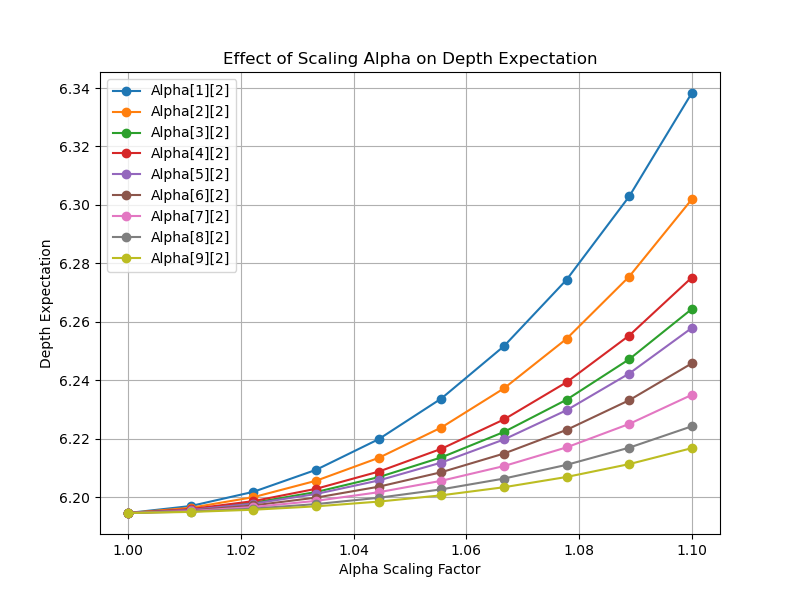 Effect of Scaling Alpha on Depth Expectation
6.34
6.32
6.30
6.28
6.26
6.24
6.22
6.20
Depth Expectation
Alpha[1][2]
Alpha[2][2]
Alpha[3][2]
Alpha[4][2]
Alpha[5][2]
Alpha[6][2]
Alpha[7][2]
Alpha[8][2]
Alpha[9][2]
1.00
1.02
1.04
1.06
1.08
1.10
Alpha Scaling Factor